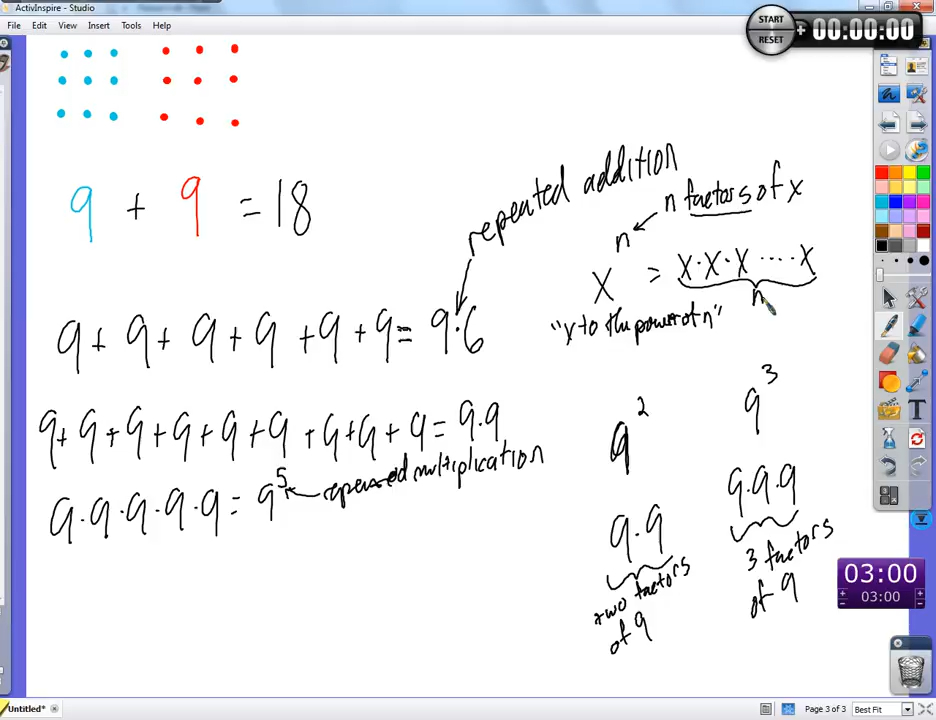 ActivInspire - Studio
File Edit View Insert Tools Help
START
RESET
00:00:00
9 + 9 = 18
repeated addition
n factors of x
xⁿ = x·x·x····x
n
"x to the power of n"
9+9+9+9+9+9=9·6
9+9+9+9+9+9+9+9+9=9.9
9·9·9·9·9=9⁵
repeated multiplication
9² 9³
9·9 9·9·9
two factors of 9
3 factors of 9
03:00
03:00
Untitled*
Page 3 of 3
Best Fit